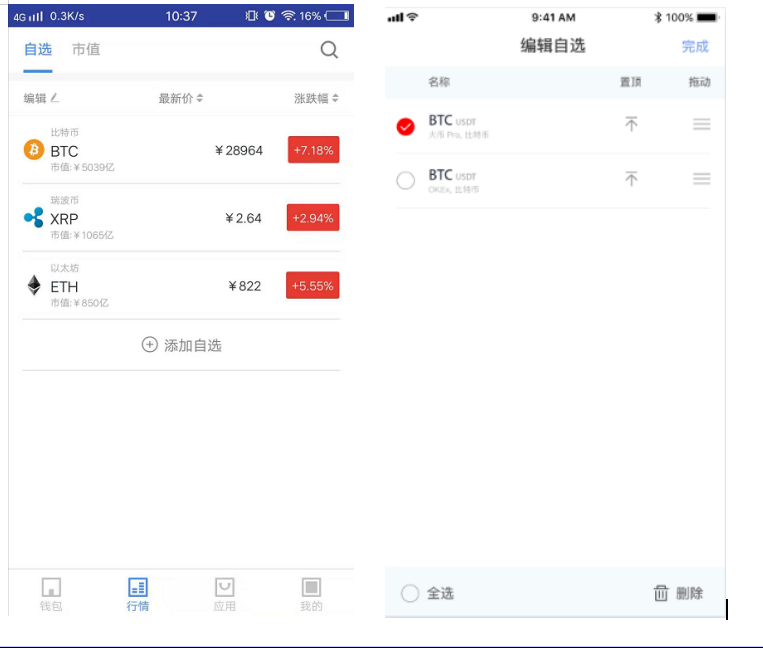 4G 0.3K/s 10:37 16%
自选 市值
编辑 最新价 涨跌幅
比特币
BTC ¥28964 +7.18%
市值:¥5039亿
瑞波币
XRP ¥2.64 +2.94%
市值:¥1065亿
以太坊
ETH ¥822 +5.55%
市值:¥850亿
添加自选
钱包 行情 应用 我的
9:41 AM 100%
编辑自选 完成
名称 置顶 拖动
BTC USDT
火币 Pro, 比特币
BTC USDT
OKEx, 比特币
全选 删除